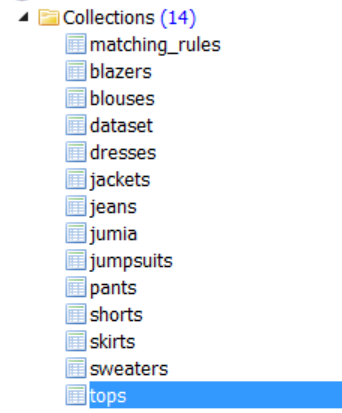 Collections (14)
matching_rules
blazers
blouses
dataset
dresses
jackets
jeans
jumia
jumpsuits
pants
shorts
skirts
sweaters
tops